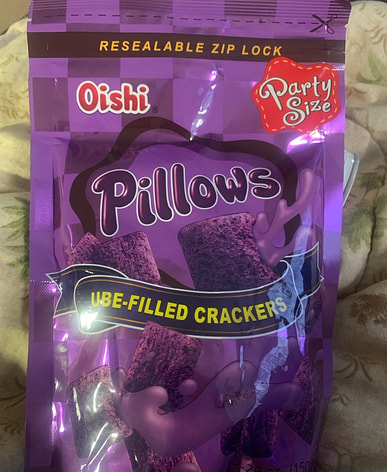 RESEALABLE ZIP LOCK
Oishi
Party
Size
Pillows
UBE-FILLED CRACKERS